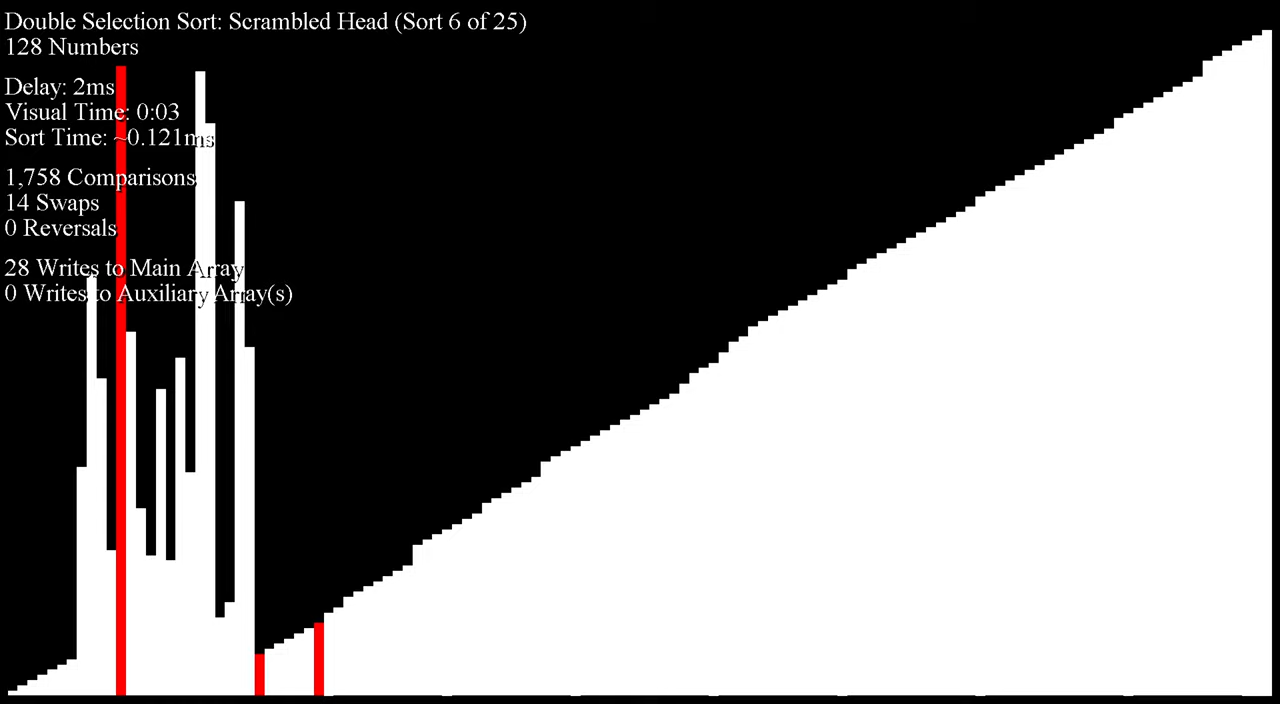 Double Selection Sort: Scrambled Head (Sort 6 of 25)
128 Numbers
Delay: 2ms
Visual Time: 0:03
Sort Time: ~0.121ms
1,758 Comparisons
14 Swaps
0 Reversals
28 Writes to Main Array
0 Writes to Auxiliary Array(s)